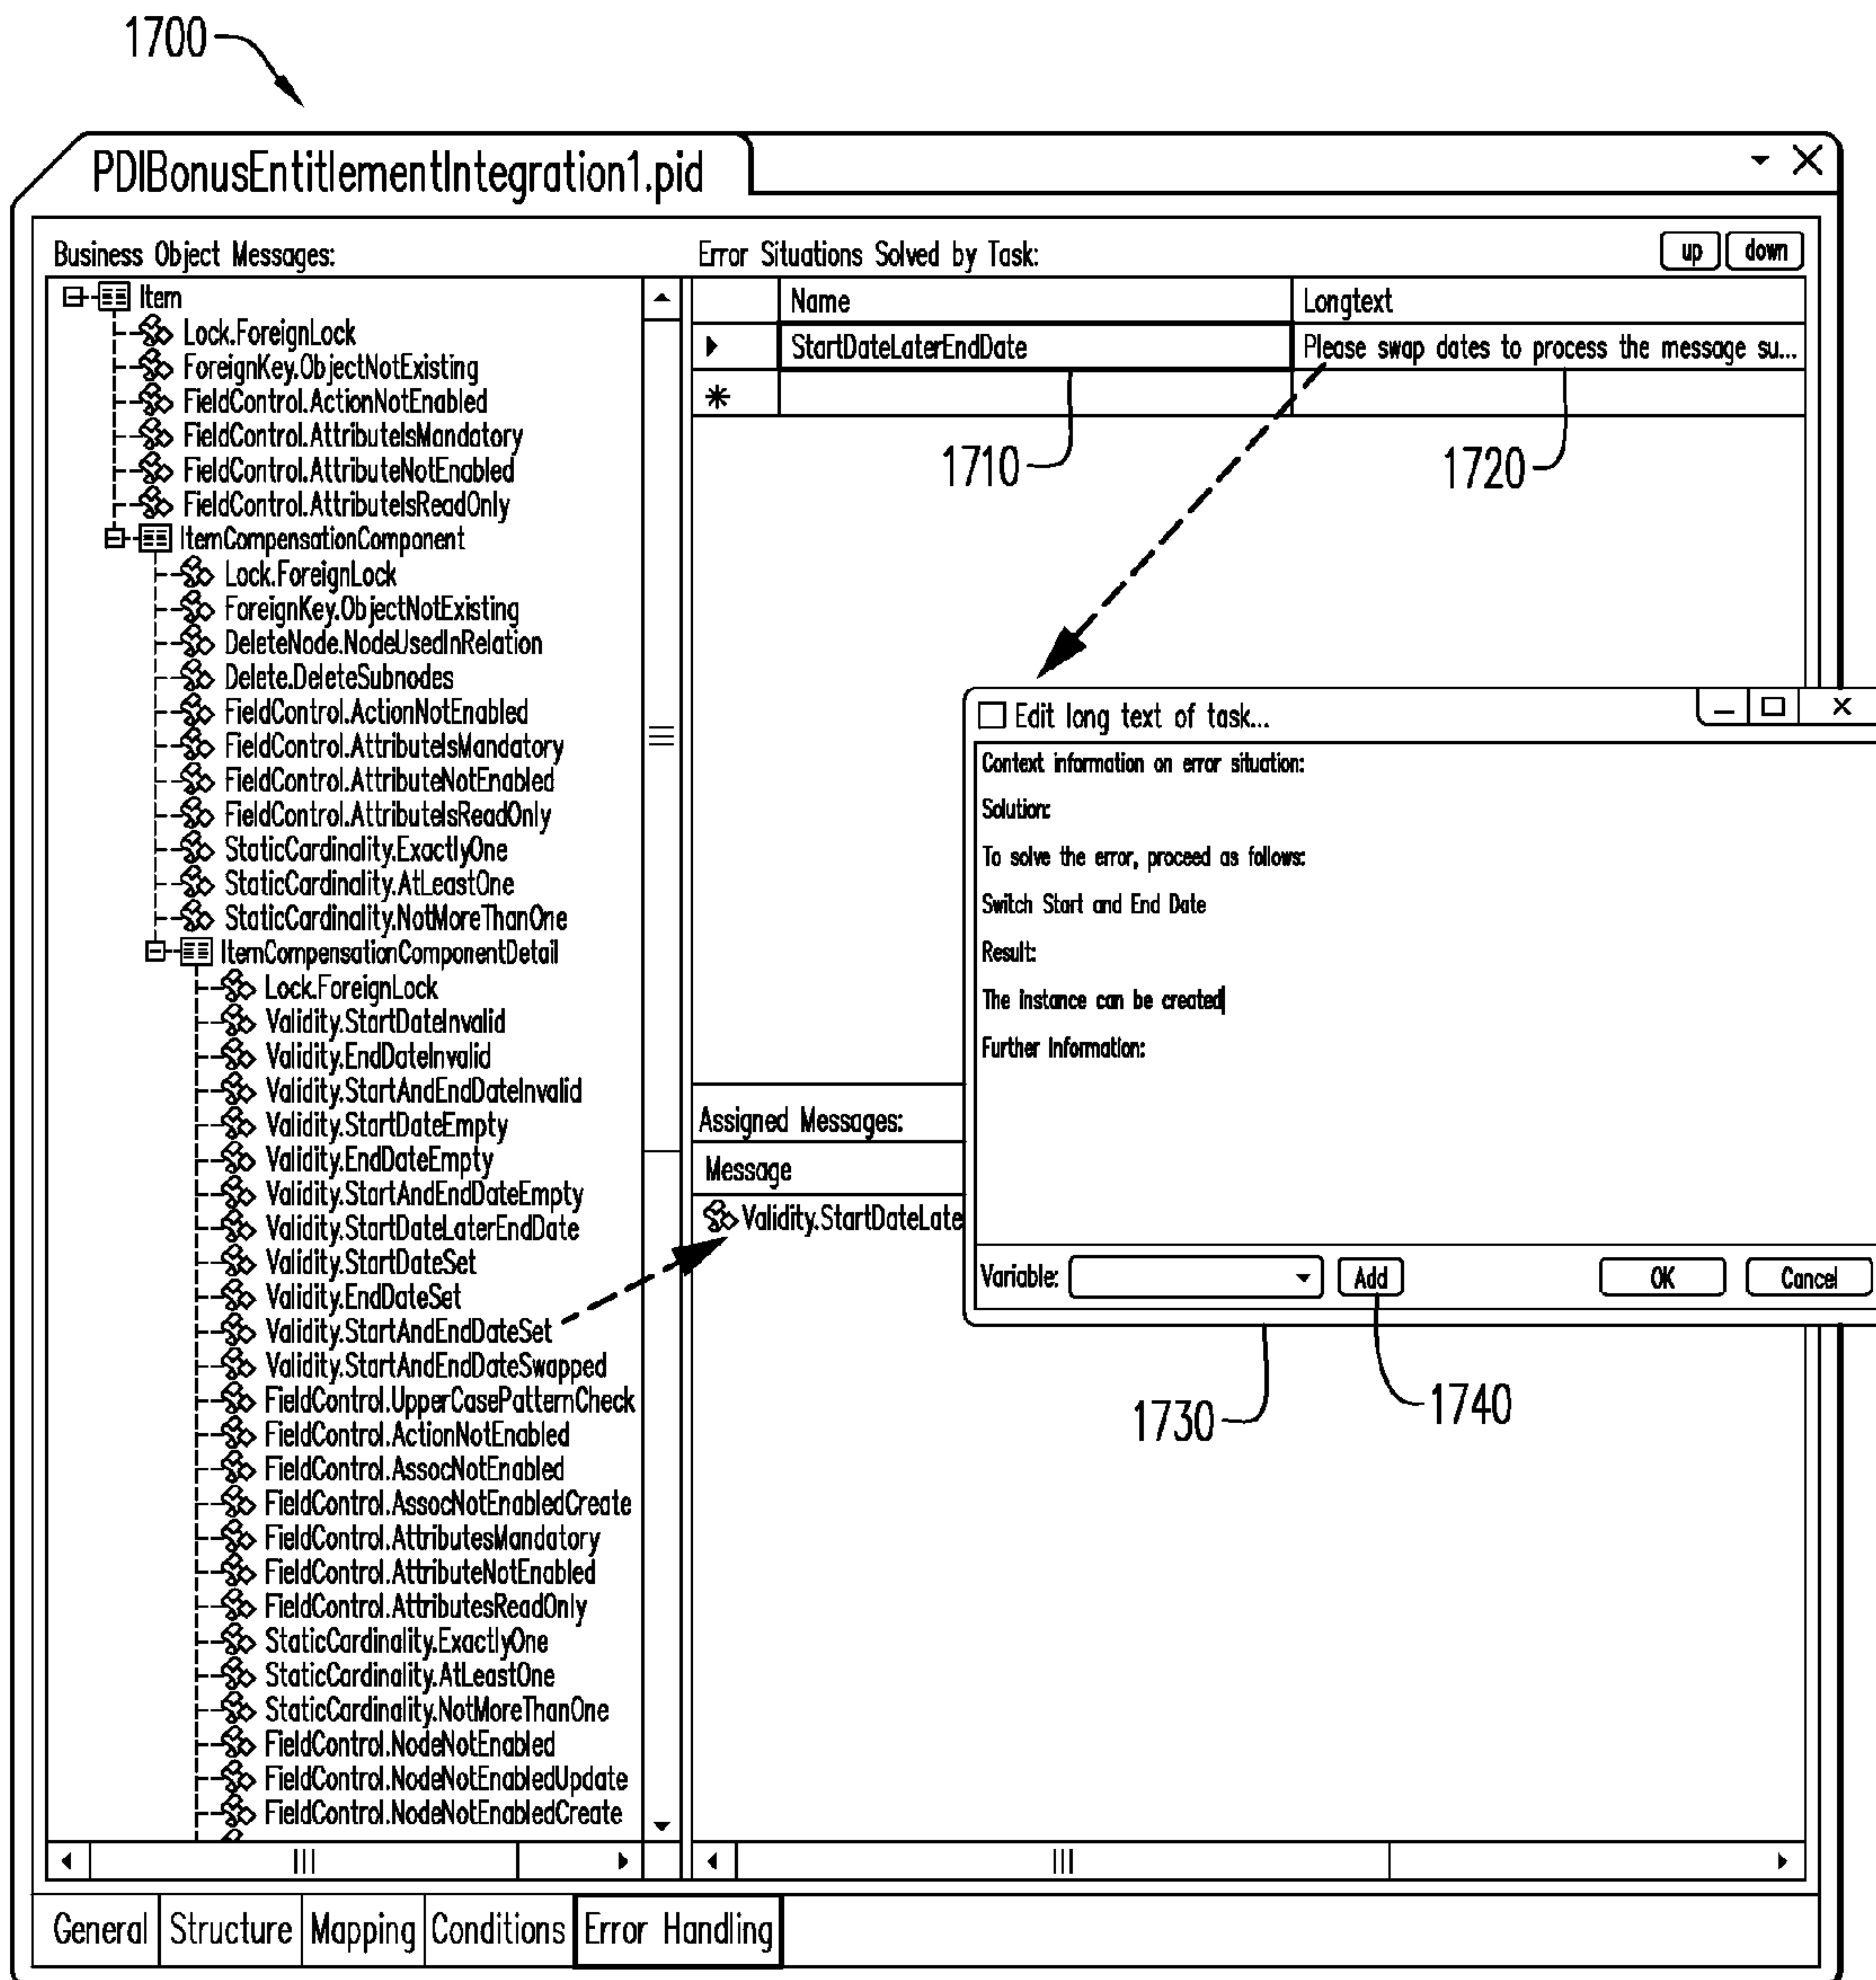 1700
PDIBonusEntitlementIntegration1.pid
Business Object Messages:
Item
Lock.ForeignLock
ForeignKey.ObjectNotExisting
FieldControl.ActionNotEnabled
FieldControl.AttributeIsMandatory
FieldControl.AttributeNotEnabled
FieldControl.AttributeIsReadOnly
ItemCompensationComponent
Lock.ForeignLock
ForeignKey.ObjectNotExisting
DeleteNode.NodeUsedInRelation
Delete.DeleteSubnodes
FieldControl.ActionNotEnabled
FieldControl.AttributeIsMandatory
FieldControl.AttributeNotEnabled
FieldControl.AttributeIsReadOnly
StaticCardinality.ExactlyOne
StaticCardinality.AtLeastOne
StaticCardinality.NotMoreThanOne
ItemCompensationComponentDetail
Lock.ForeignLock
Validity.StartDateInvalid
Validity.EndDateInvalid
Validity.StartAndEndDateInvalid
Validity.StartDateEmpty
Validity.EndDateEmpty
Validity.StartAndEndDateEmpty
Validity.StartDateLaterEndDate
Validity.StartDateSet
Validity.EndDateSet
Validity.StartAndEndDateSet
Validity.StartAndEndDateSwapped
FieldControl.UpperCasePatternCheck
FieldControl.ActionNotEnabled
FieldControl.AssocNotEnabled
FieldControl.AssocNotEnabledCreate
FieldControl.AttributesMandatory
FieldControl.AttributeNotEnabled
FieldControl.AttributesReadOnly
StaticCardinality.ExactlyOne
StaticCardinality.AtLeastOne
StaticCardinality.NotMoreThanOne
FieldControl.NodeNotEnabled
FieldControl.NodeNotEnabledUpdate
FieldControl.NodeNotEnabledCreate
Error Situations Solved by Task:
up down
Name Longtext
StartDateLaterEndDate Please swap dates to process the message su...
*
1710 1720
Edit long text of task...
Context information on error situation:
Solution:
To solve the error, proceed as follows:
Switch Start and End Date
Result:
The instance can be created
Further Information:
Variable: Add OK Cancel
1730 1740
Assigned Messages:
Message
Validity.StartDateLate
General Structure Mapping Conditions Error Handling